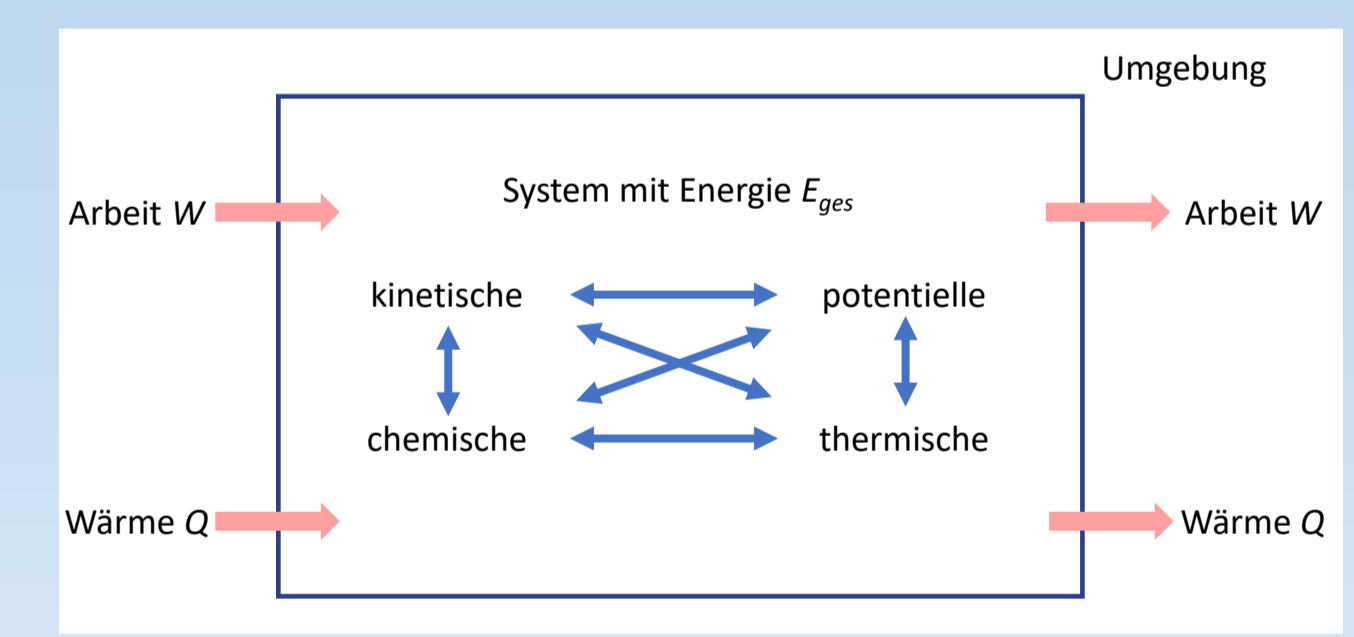 Umgebung
System mit Energie E_ges
Arbeit W
Arbeit W
kinetische
potentielle
chemische
thermische
Wärme Q
Wärme Q